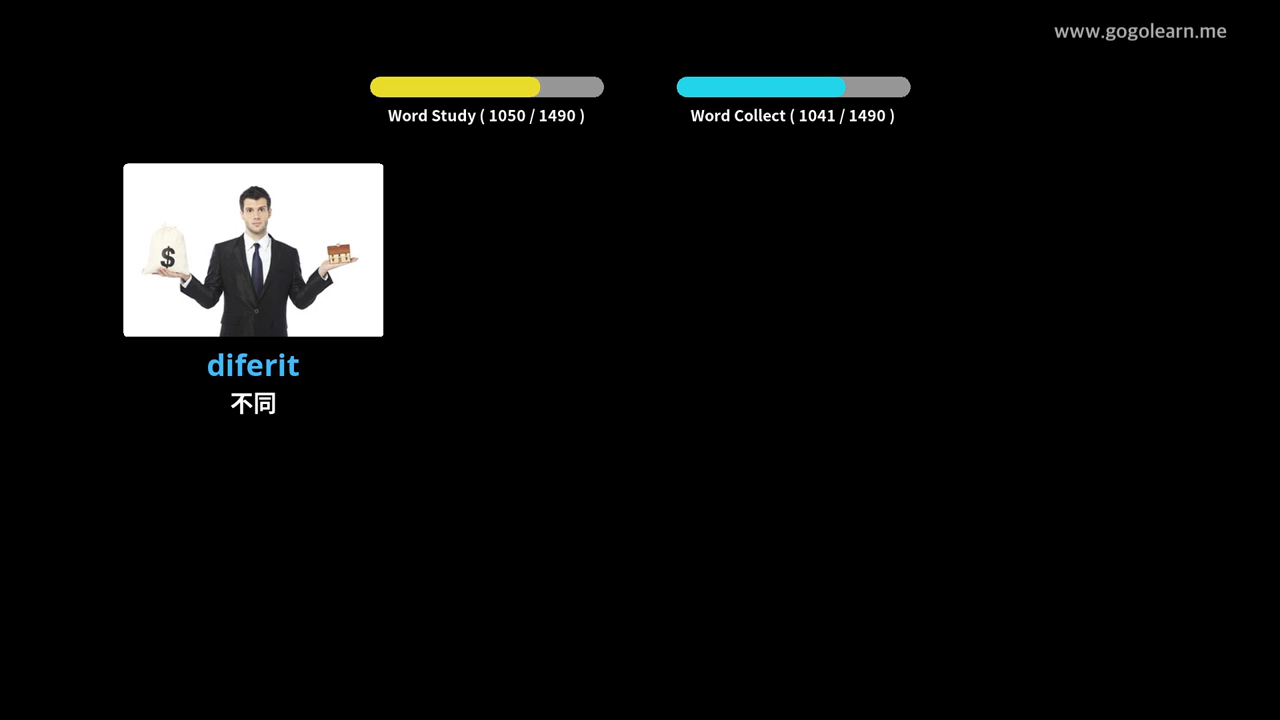 www.gogolearn.me
Word Study ( 1050 / 1490 )
Word Collect ( 1041 / 1490 )
$
diferit
不同